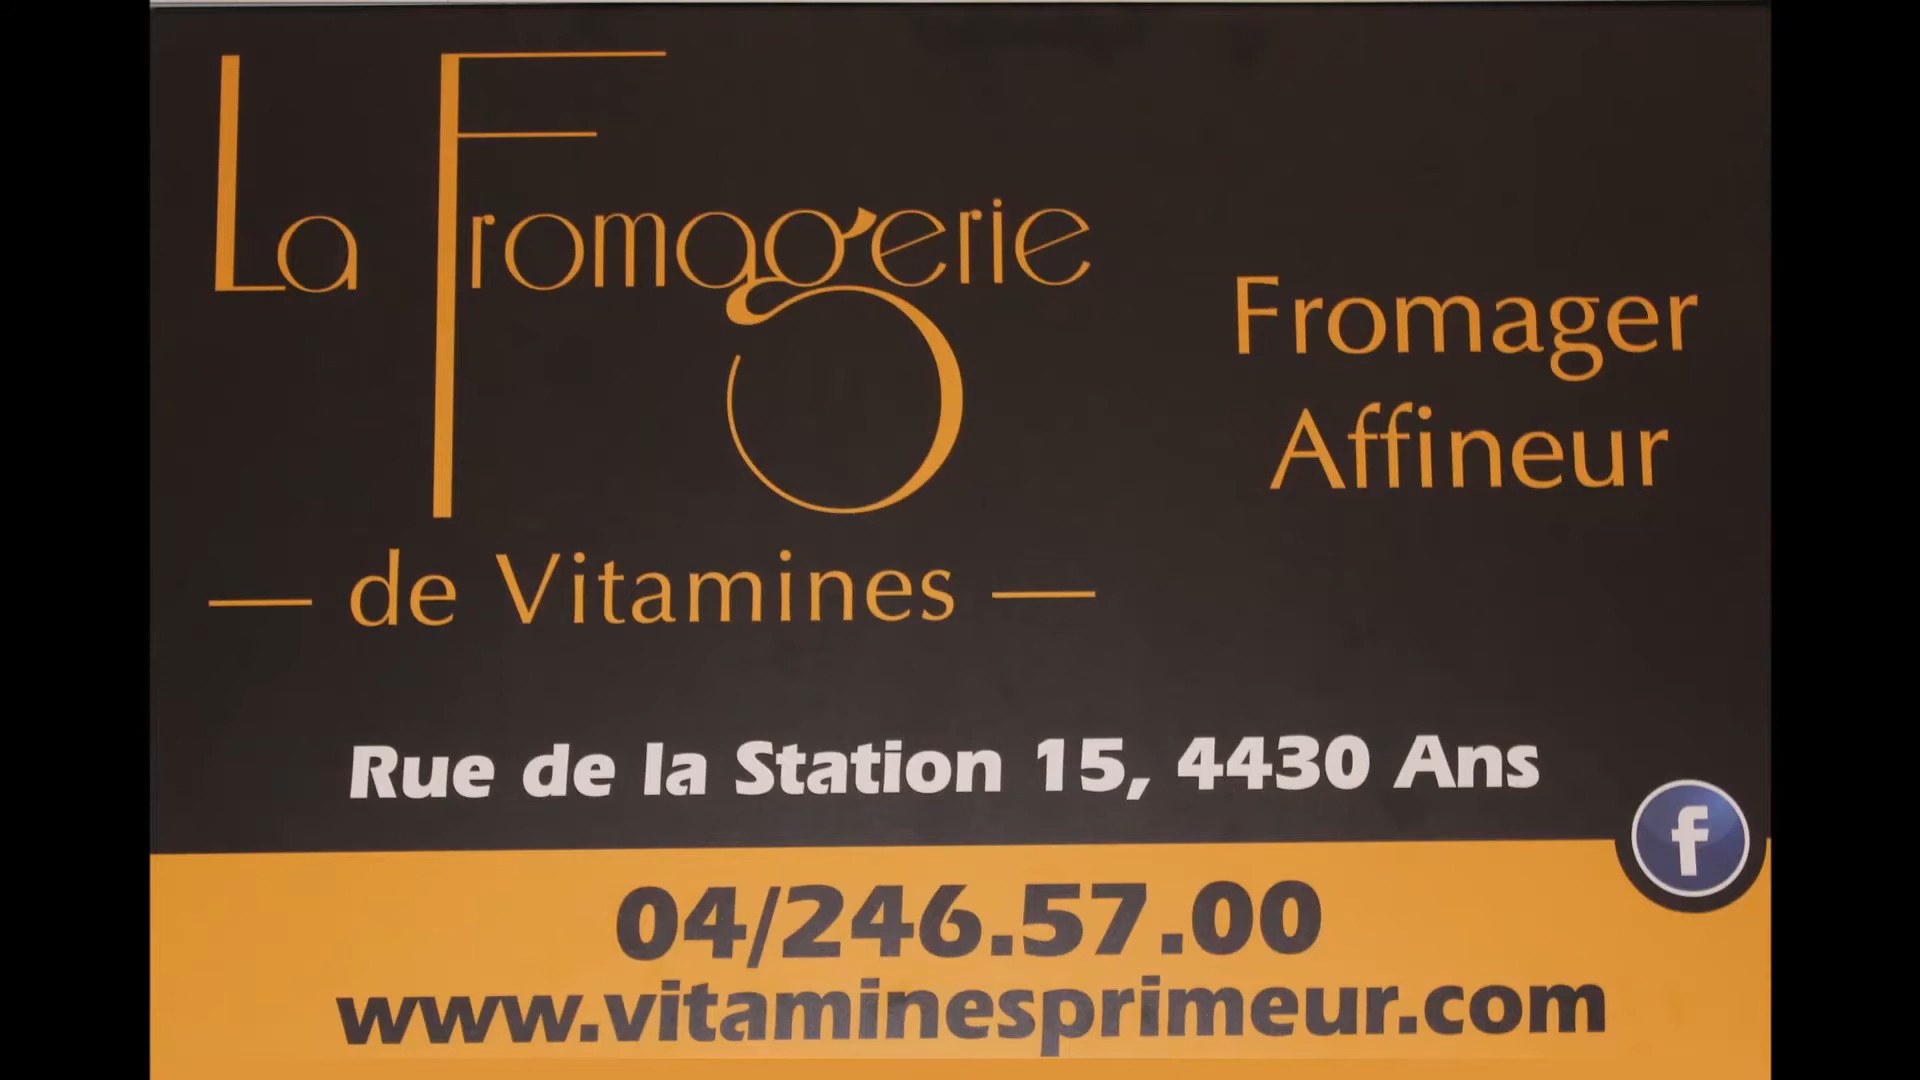 La Fromagerie
de Vitamines
Fromager
Affineur
Rue de la Station 15, 4430 Ans
f
04/246.57.00
www.vitaminesprimeur.com